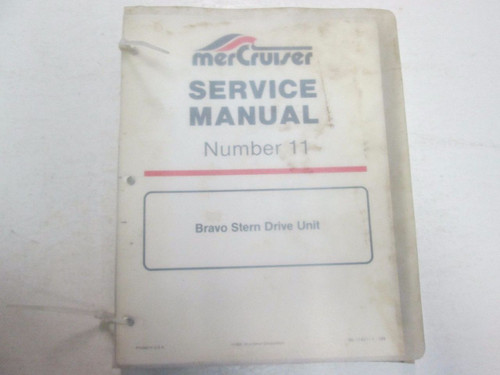 merCruiser
SERVICE
MANUAL
Number 11
Bravo Stern Drive Unit